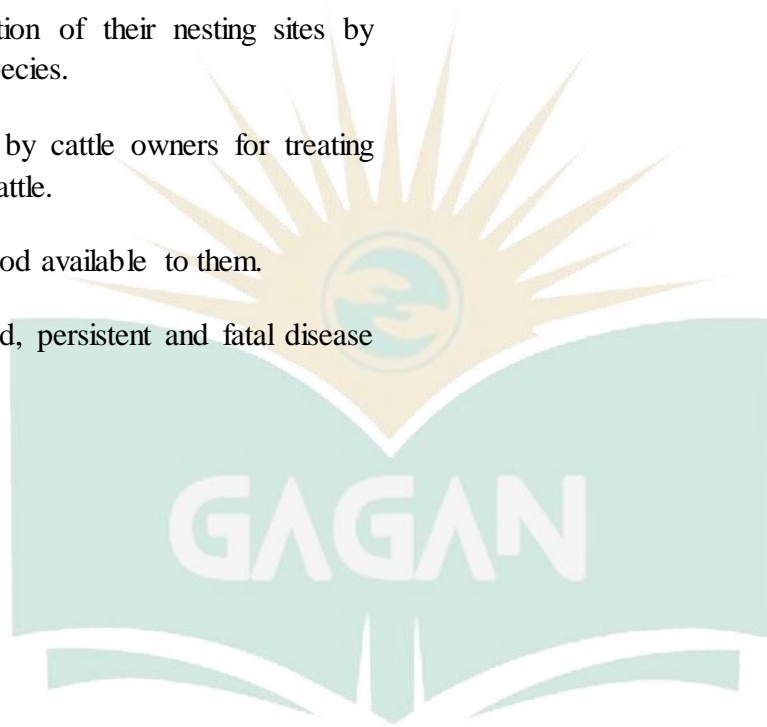 tion of their nesting sites by
ecies.
by cattle owners for treating
attle.
od available to them.
d, persistent and fatal disease
GAGAN